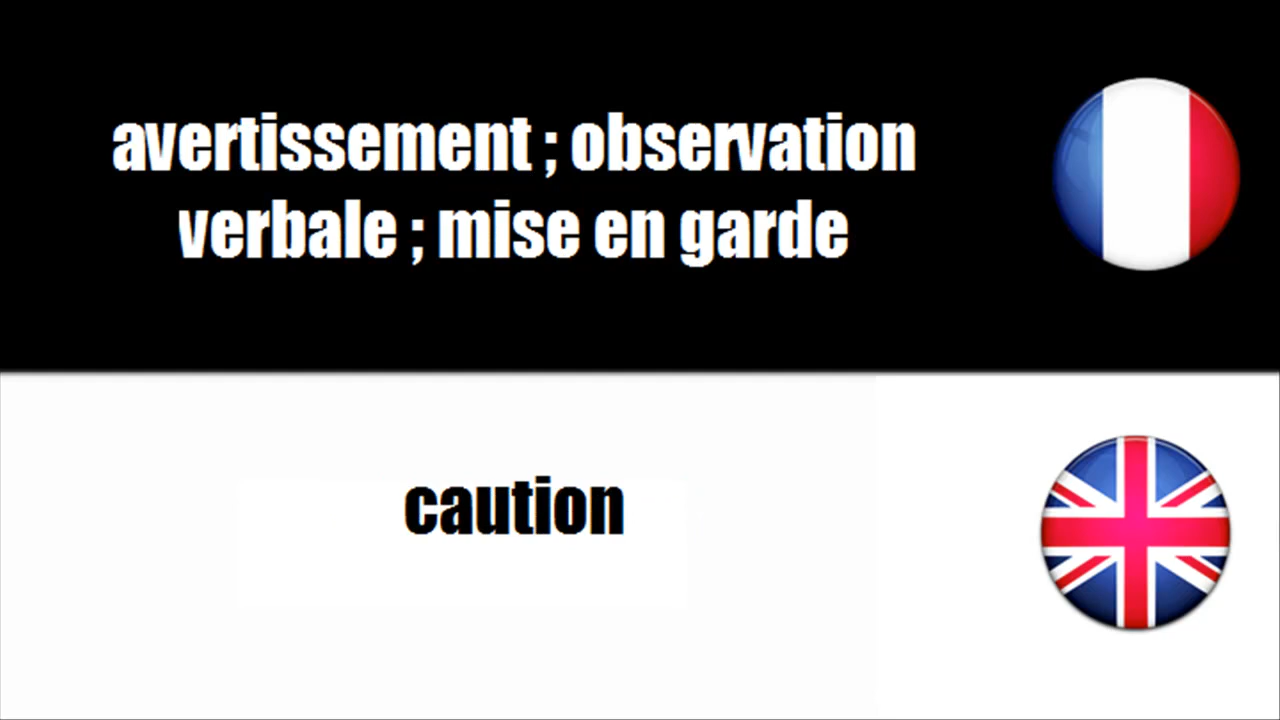 avertissement ; observation
verbale ; mise en garde
caution